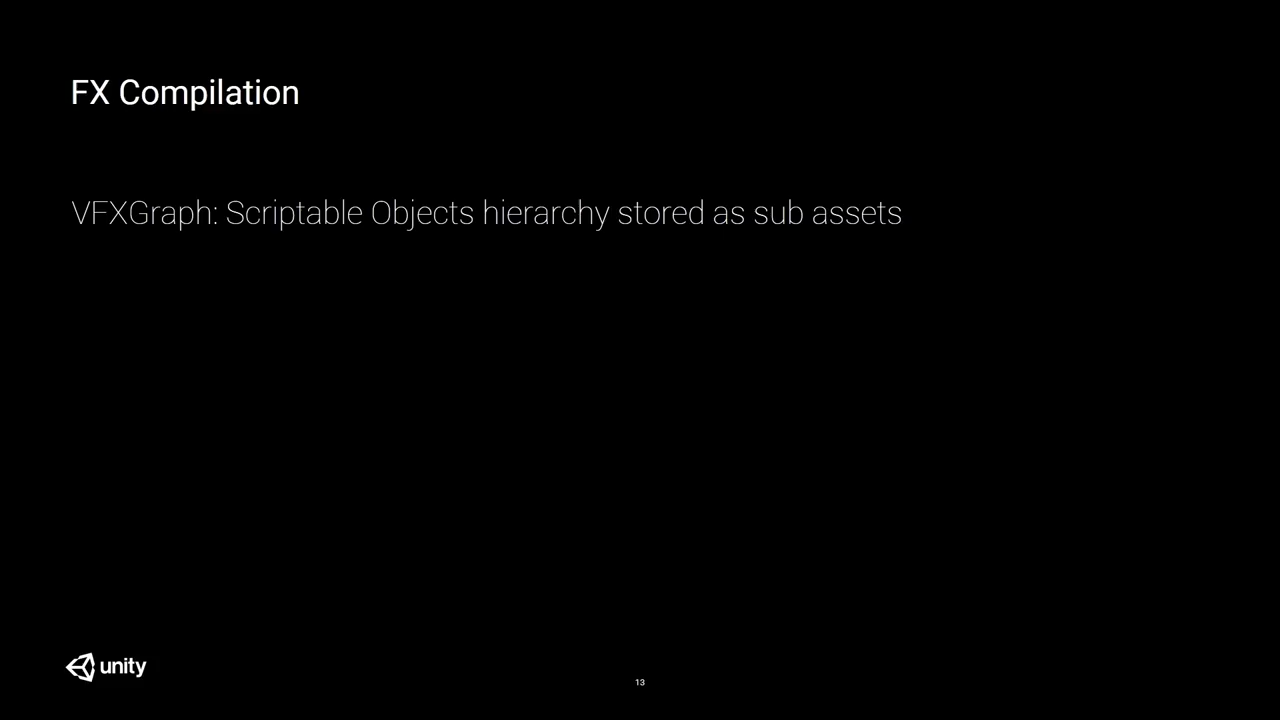 FX Compilation
VFXGraph: Scriptable Objects hierarchy stored as sub assets
unity
13